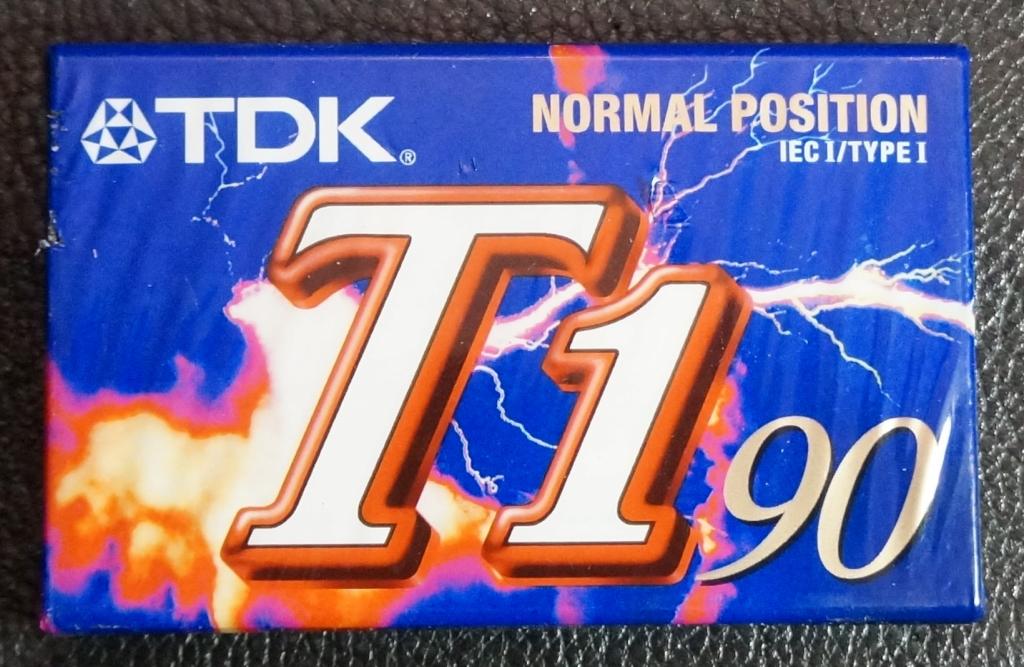 TDK®
NORMAL POSITION
IEC I/TYPE I
T1
90